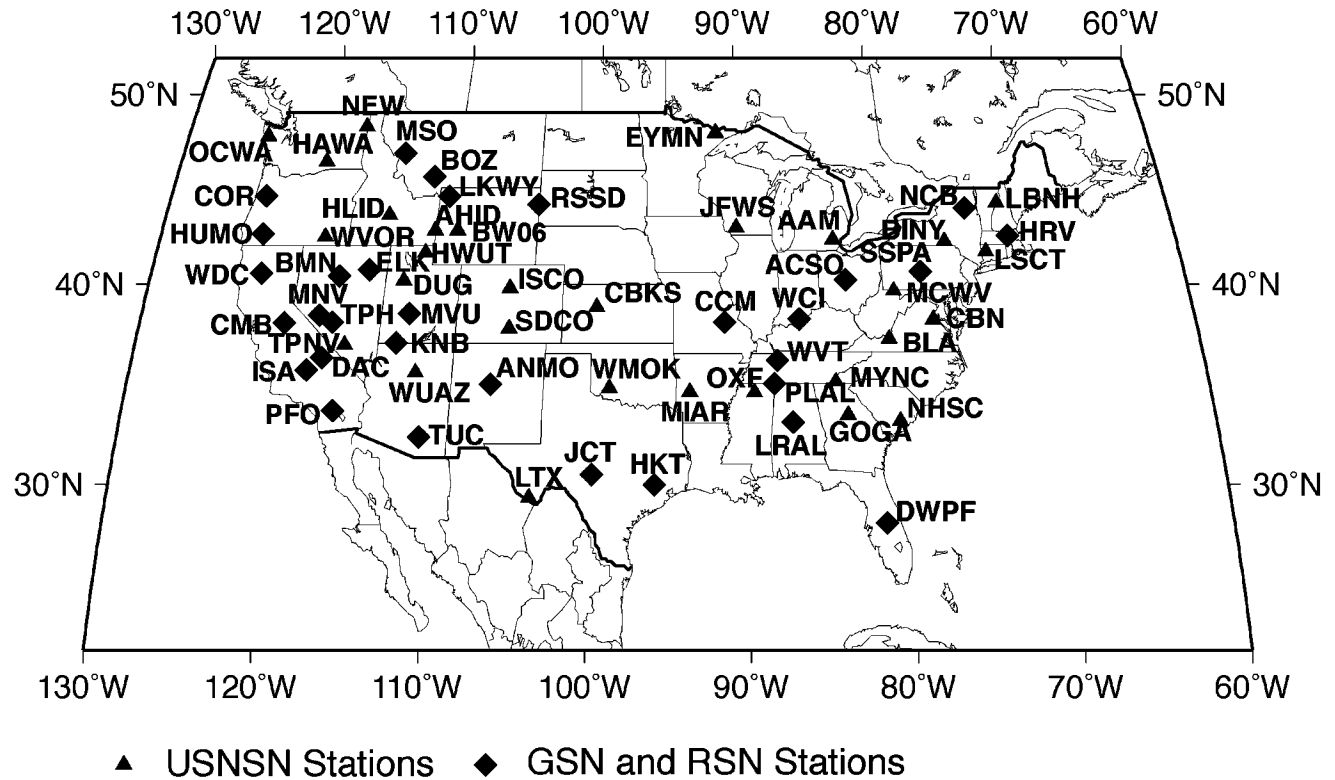 130°W 120°W 110°W 100°W 90°W 80°W 70°W 60°W
50°N 50°N
NEW
OCWA HAWA MSO EYMN
BOZ
COR LKWY RSSD NCB LBNH
HLID AHID JFWS AAM
HUMO WVOR BW06 BINY HRV
HWUT SSPA LSCT
WDC BMN ELK ACSO
40°N DUG ISCO 40°N
MNV CBKS CCM WCI MCWV
CMB TPH MVU SDCO CBN
TPNV KNB BLA
ISA DAC WVT
ANMO WMOK OXF MYNC
WUAZ PLAL
PFO MIAR NHSC
TUC LRAL GOGA
JCT HKT
30°N LTX 30°N
DWPF
130°W 120°W 110°W 100°W 90°W 80°W 70°W 60°W
USNSN Stations GSN and RSN Stations